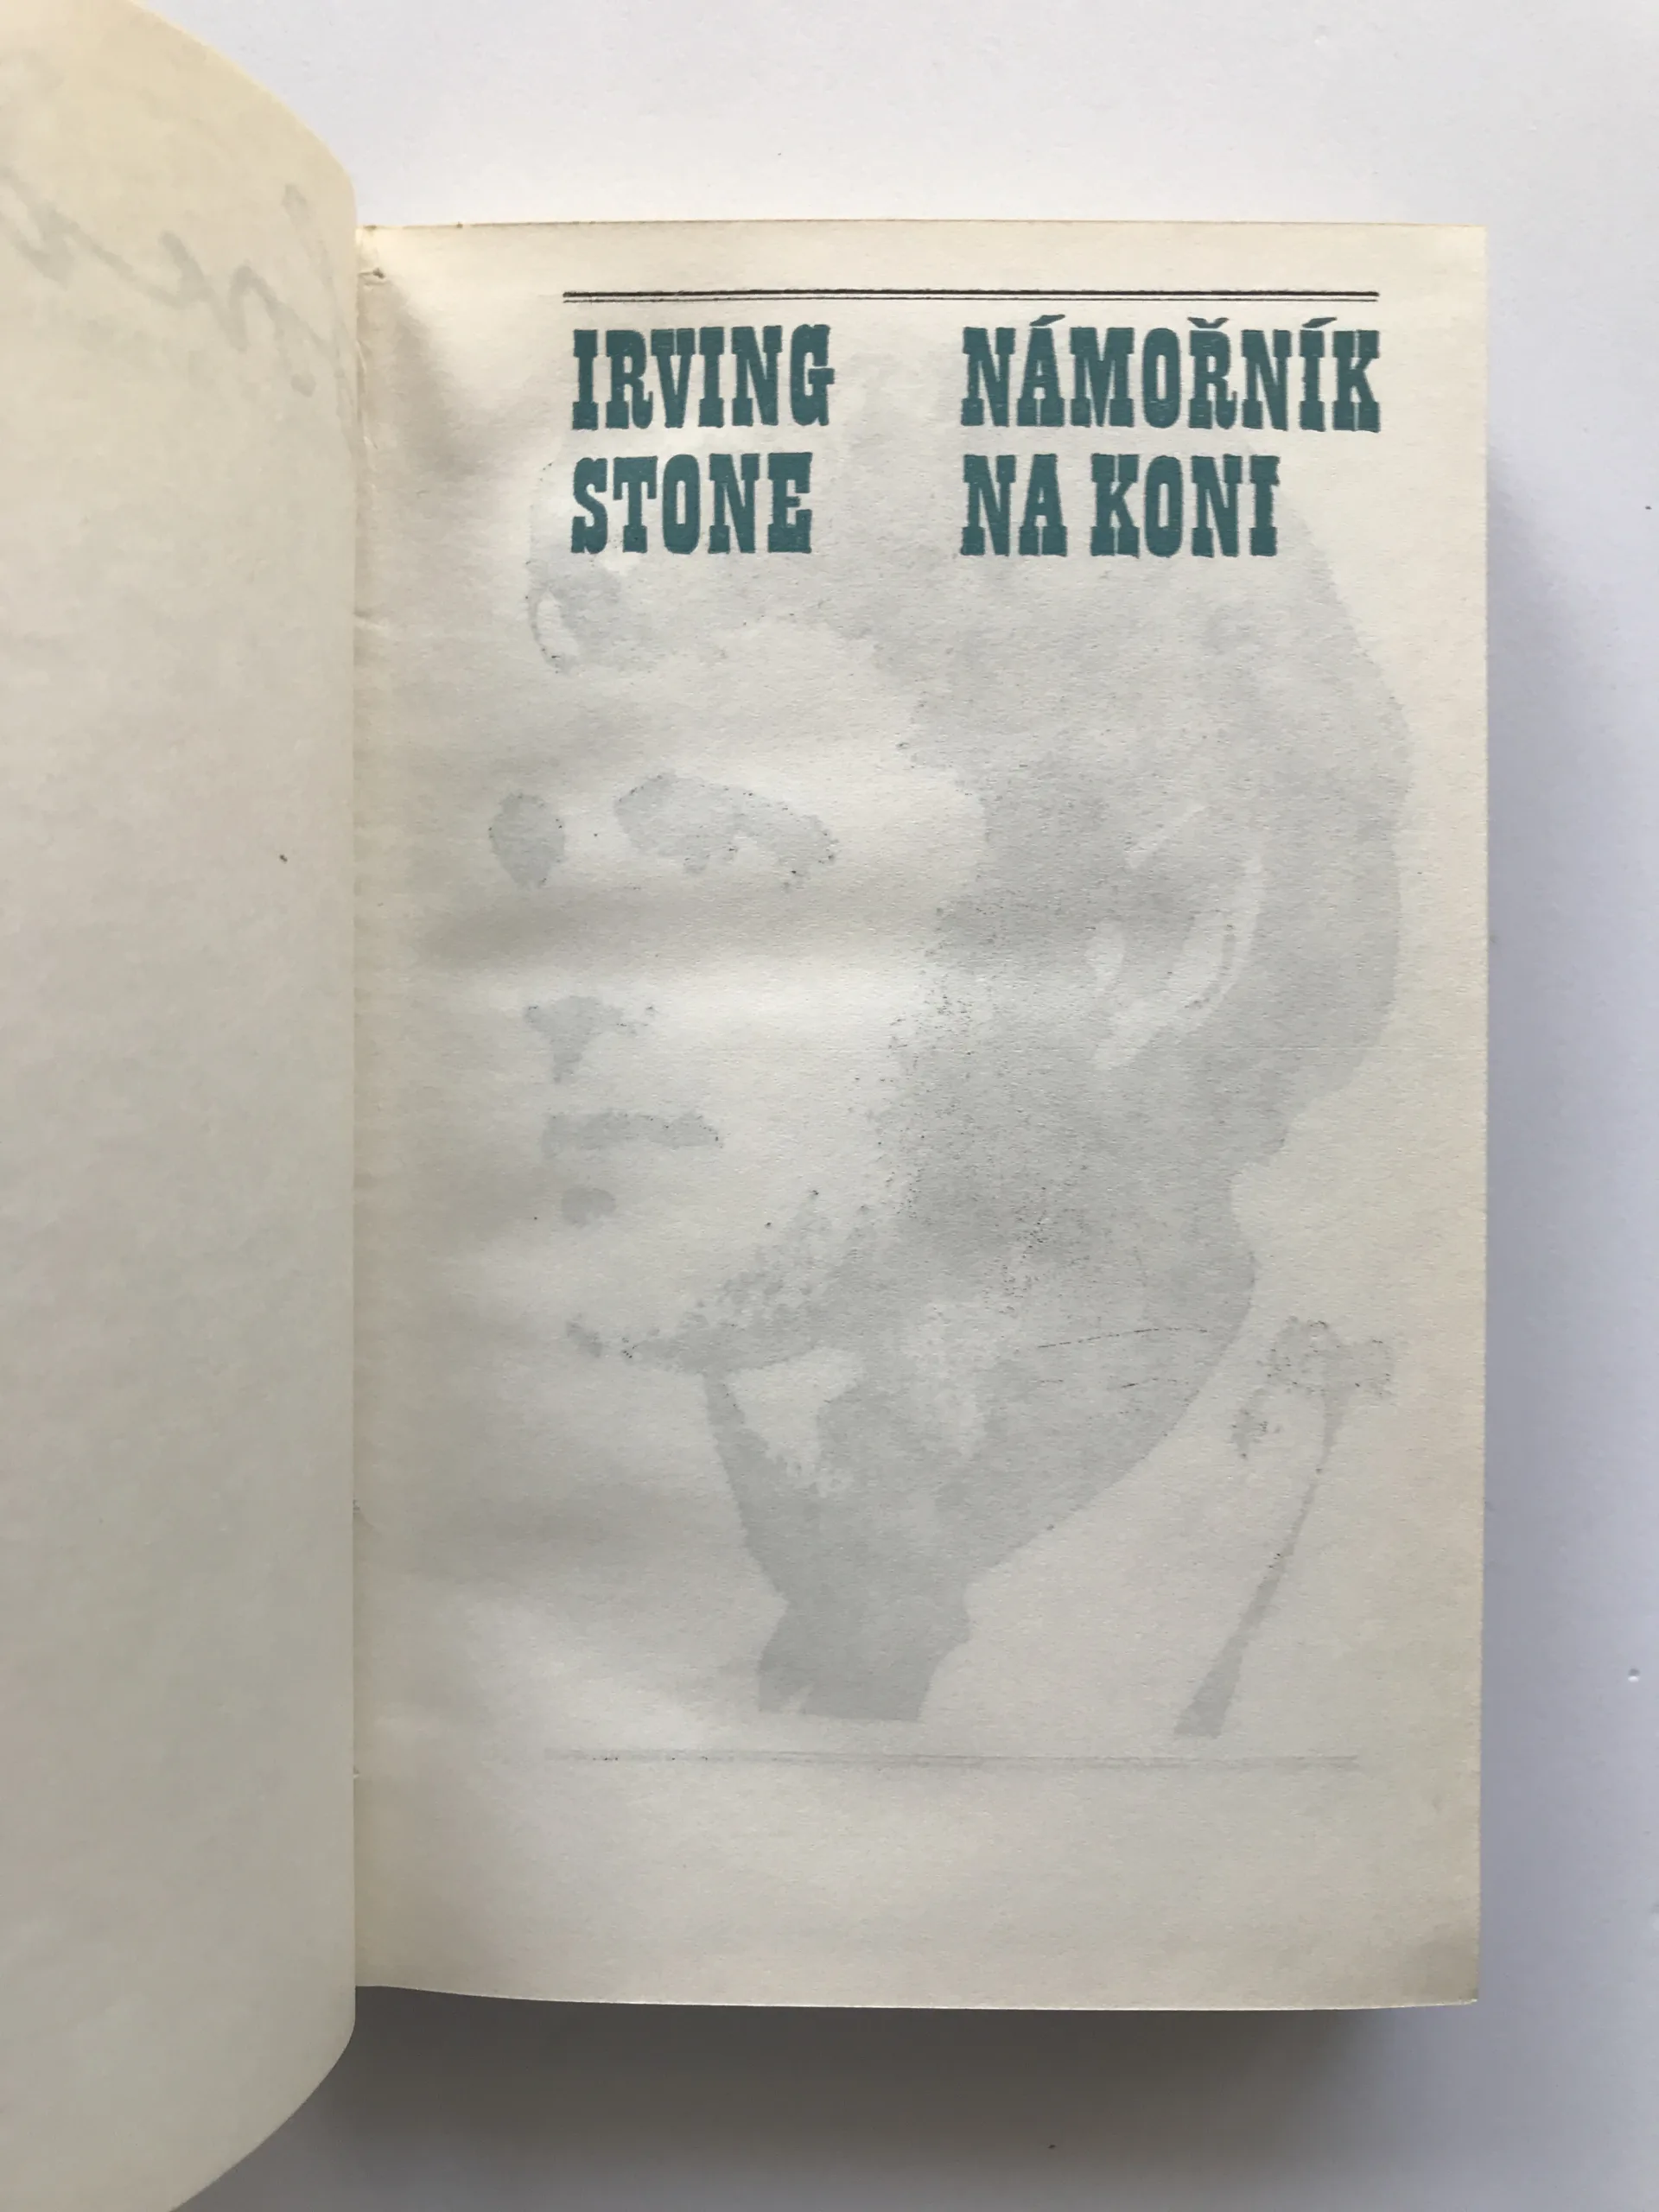 IRVING
STONE
NÁMOŘNÍK
NA KONI